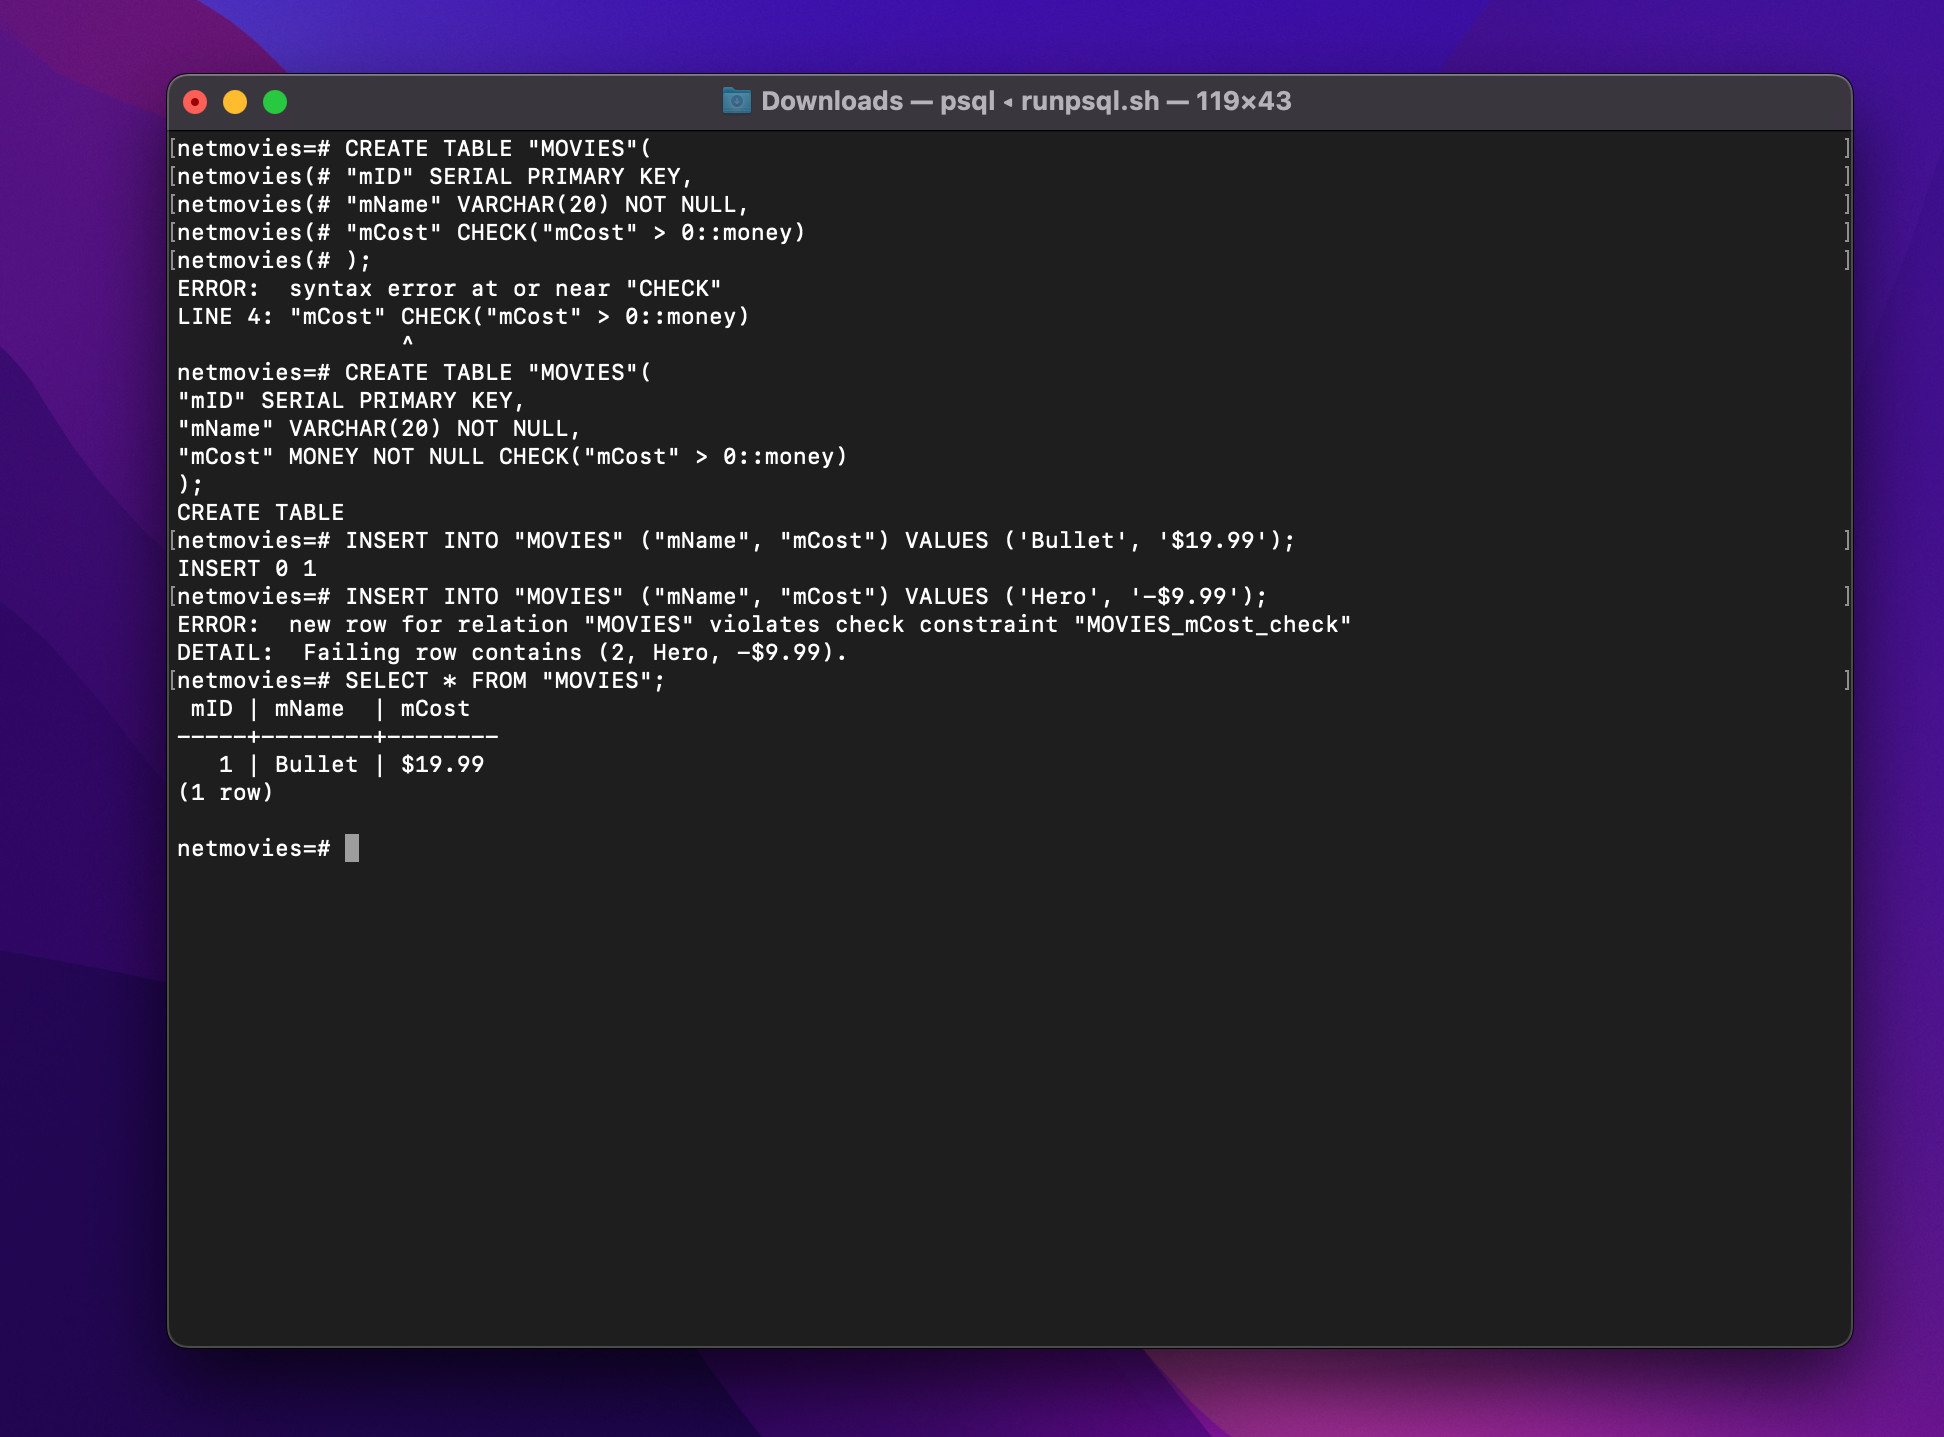 Downloads — psql ◂ runpsql.sh — 119×43
[netmovies=# CREATE TABLE "MOVIES"( ]
[netmovies(# "mID" SERIAL PRIMARY KEY, ]
[netmovies(# "mName" VARCHAR(20) NOT NULL, ]
[netmovies(# "mCost" CHECK("mCost" > 0::money) ]
[netmovies(# ); ]
ERROR:  syntax error at or near "CHECK"
LINE 4: "mCost" CHECK("mCost" > 0::money)
                ^
netmovies=# CREATE TABLE "MOVIES"(
"mID" SERIAL PRIMARY KEY,
"mName" VARCHAR(20) NOT NULL,
"mCost" MONEY NOT NULL CHECK("mCost" > 0::money)
);
CREATE TABLE
[netmovies=# INSERT INTO "MOVIES" ("mName", "mCost") VALUES ('Bullet', '$19.99'); ]
INSERT 0 1
[netmovies=# INSERT INTO "MOVIES" ("mName", "mCost") VALUES ('Hero', '-$9.99'); ]
ERROR:  new row for relation "MOVIES" violates check constraint "MOVIES_mCost_check"
DETAIL:  Failing row contains (2, Hero, -$9.99).
[netmovies=# SELECT * FROM "MOVIES"; ]
 mID | mName  | mCost
-----+--------+--------
   1 | Bullet | $19.99
(1 row)
netmovies=#